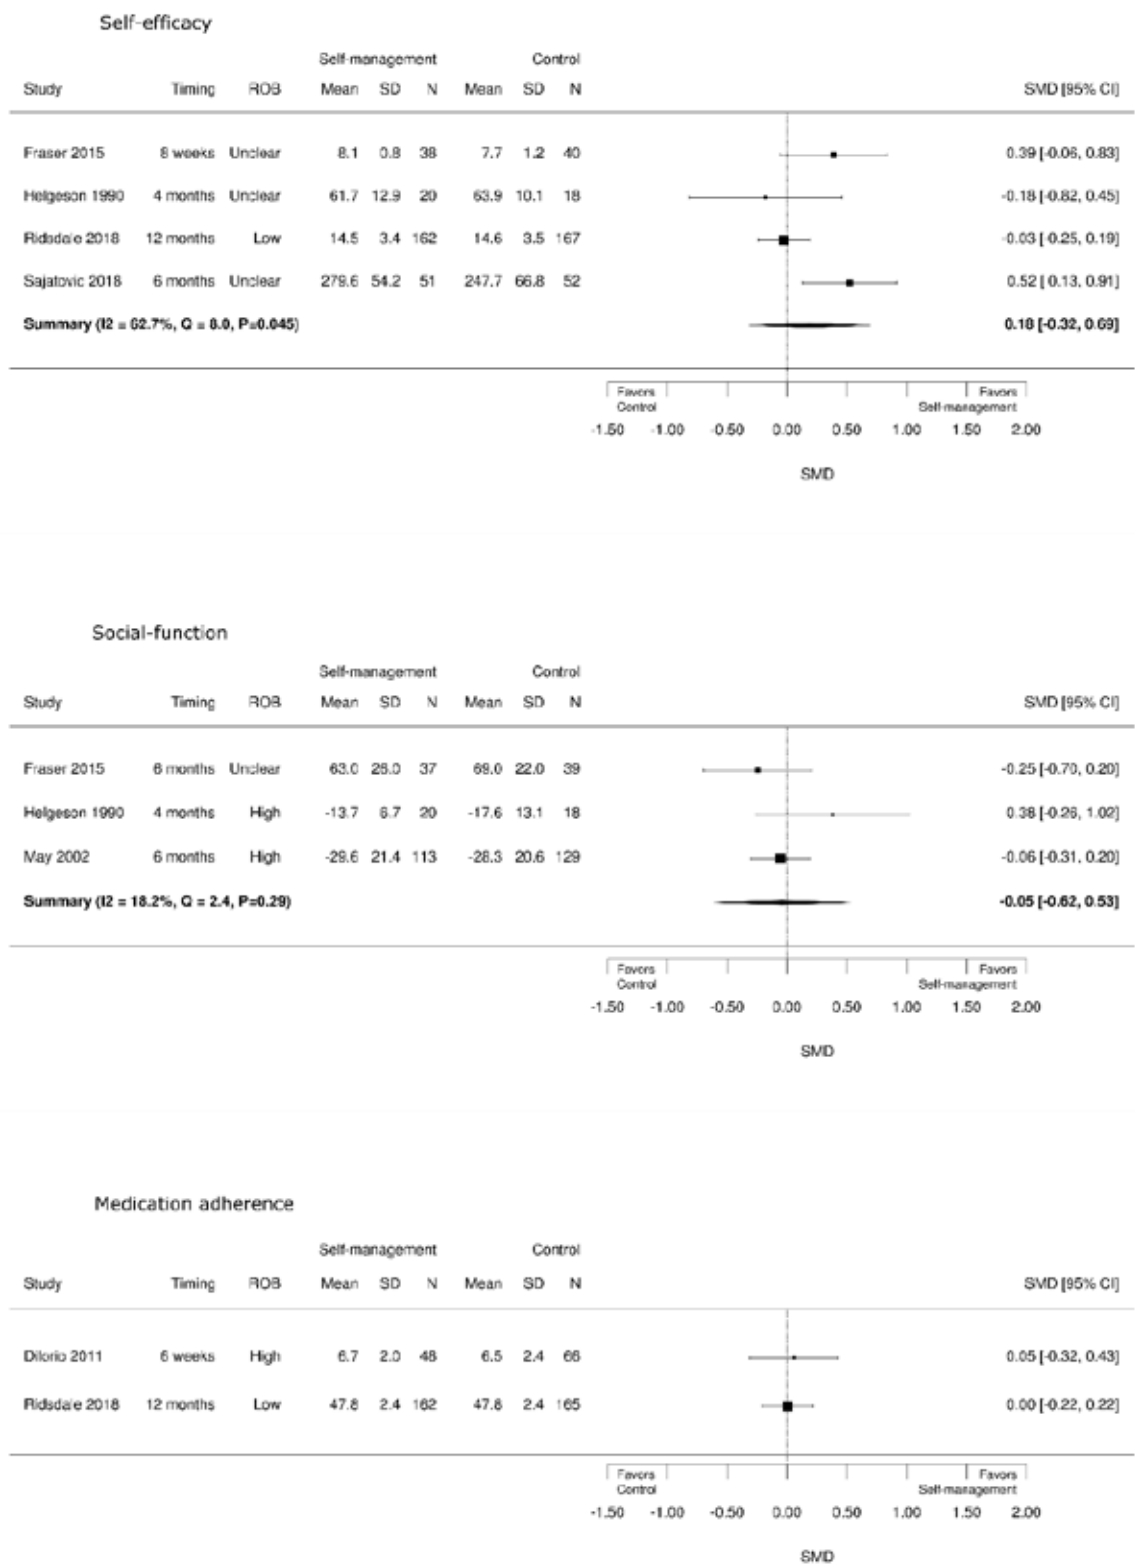 Self-efficacy
Self-management Control
Study Timing ROB Mean SD N Mean SD N SMD [95% CI]
Fraser 2015 8 weeks Unclear 8.1 0.8 38 7.7 1.2 40 0.39 [-0.06, 0.83]
Helgeson 1990 4 months Unclear 61.7 12.9 20 63.9 10.1 18 -0.18 [-0.82, 0.45]
Ridsdale 2018 12 months Low 14.5 3.4 162 14.6 3.5 167 -0.03 [-0.25, 0.19]
Sajatovic 2018 6 months Unclear 279.6 54.2 51 247.7 66.8 52 0.52 [ 0.13, 0.91]
Summary (I2 = 62.7%, Q = 8.0, P=0.045) 0.18 [-0.32, 0.69]
Favors Favors
Control Self-management
-1.50 -1.00 -0.50 0.00 0.50 1.00 1.50 2.00
SMD
Social-function
Self-management Control
Study Timing ROB Mean SD N Mean SD N SMD [95% CI]
Fraser 2015 6 months Unclear 63.0 26.0 37 69.0 22.0 39 -0.25 [-0.70, 0.20]
Helgeson 1990 4 months High -13.7 6.7 20 -17.6 13.1 18 0.38 [-0.26, 1.02]
May 2002 6 months High -29.6 21.4 113 -28.3 20.6 129 -0.06 [-0.31, 0.20]
Summary (I2 = 18.2%, Q = 2.4, P=0.29) -0.05 [-0.62, 0.53]
Favors Favors
Control Self-management
-1.50 -1.00 -0.50 0.00 0.50 1.00 1.50 2.00
SMD
Medication adherence
Self-management Control
Study Timing ROB Mean SD N Mean SD N SMD [95% CI]
DiIorio 2011 6 weeks High 6.7 2.0 48 6.5 2.4 66 0.05 [-0.32, 0.43]
Ridsdale 2018 12 months Low 47.8 2.4 162 47.8 2.4 165 0.00 [-0.22, 0.22]
Favors Favors
Control Self-management
-1.50 -1.00 -0.50 0.00 0.50 1.00 1.50 2.00
SMD